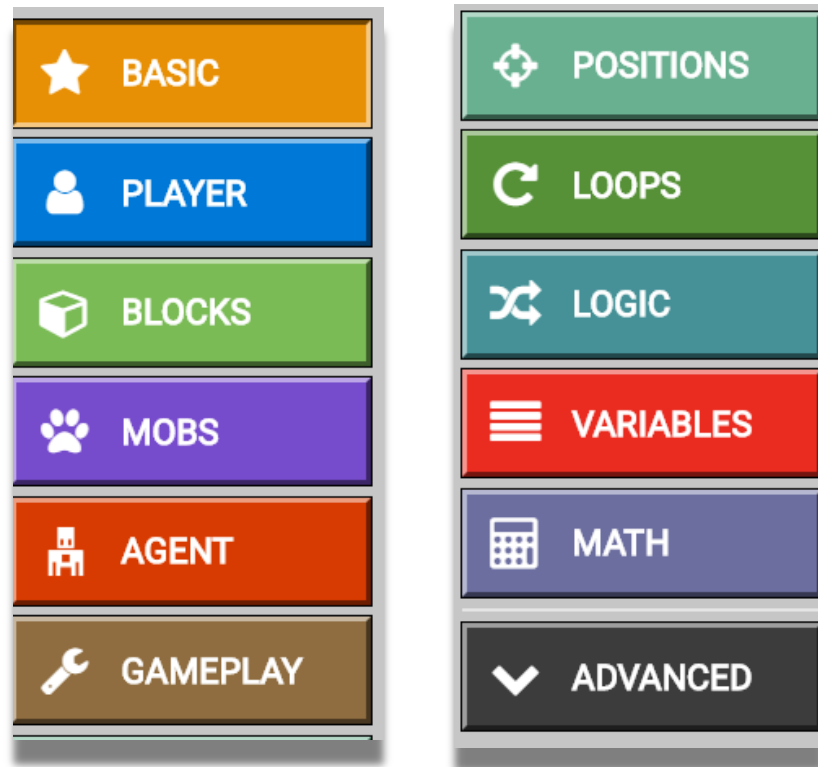 BASIC
PLAYER
BLOCKS
MOBS
AGENT
GAMEPLAY
POSITIONS
LOOPS
LOGIC
VARIABLES
MATH
ADVANCED